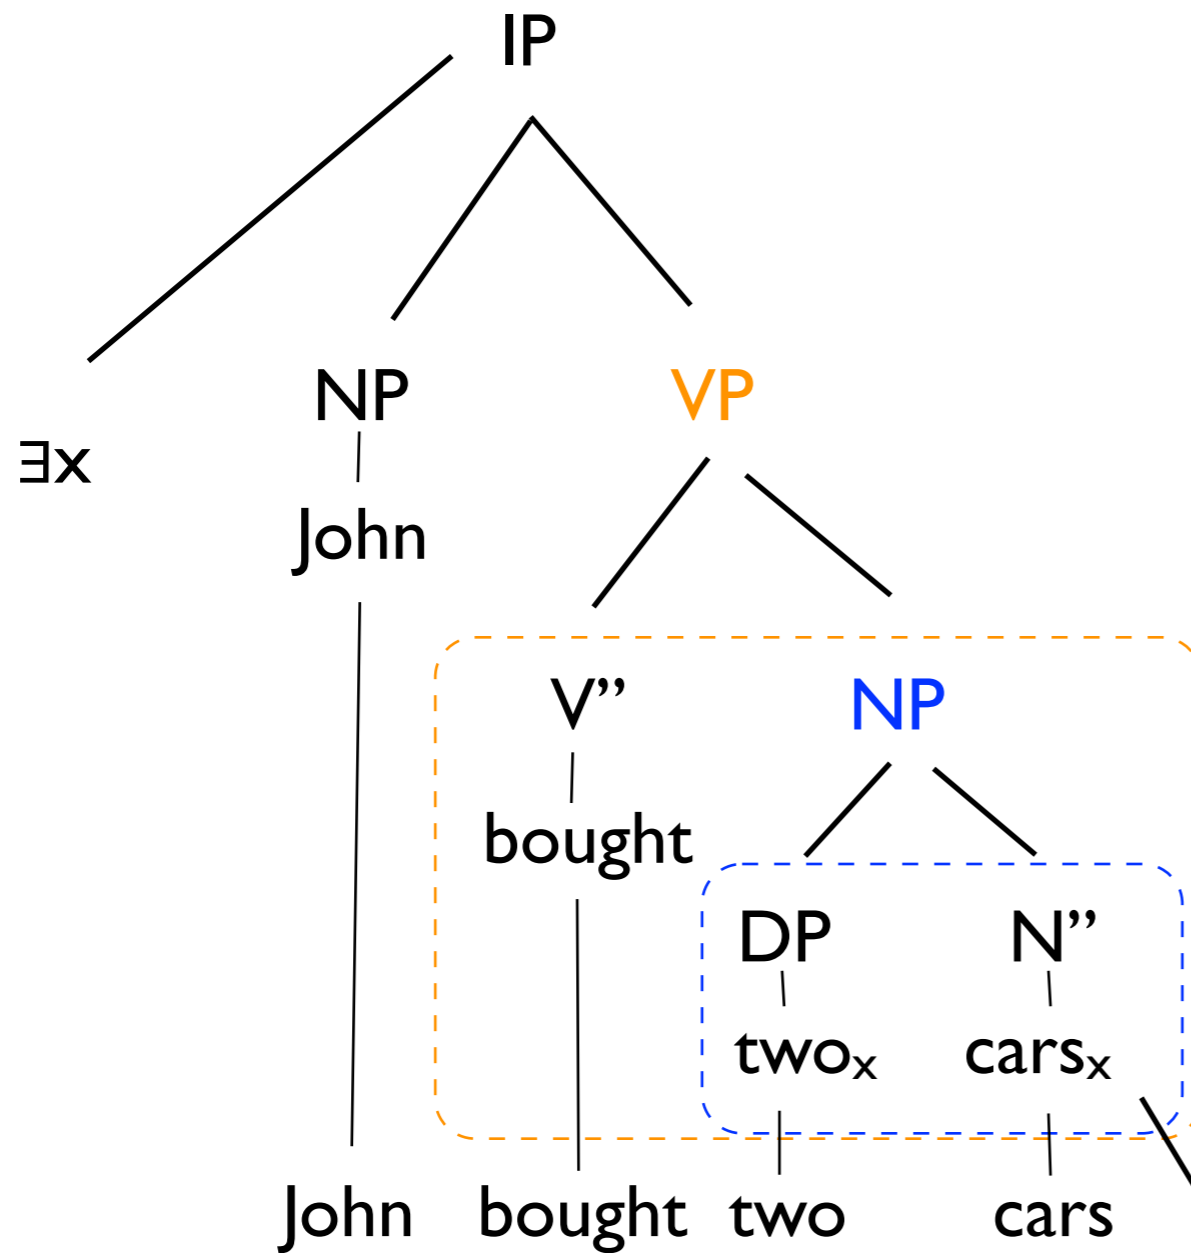 IP
NP VP
∃x
John
V” NP
bought
DP N”
twoₓ carsₓ
John bought two cars